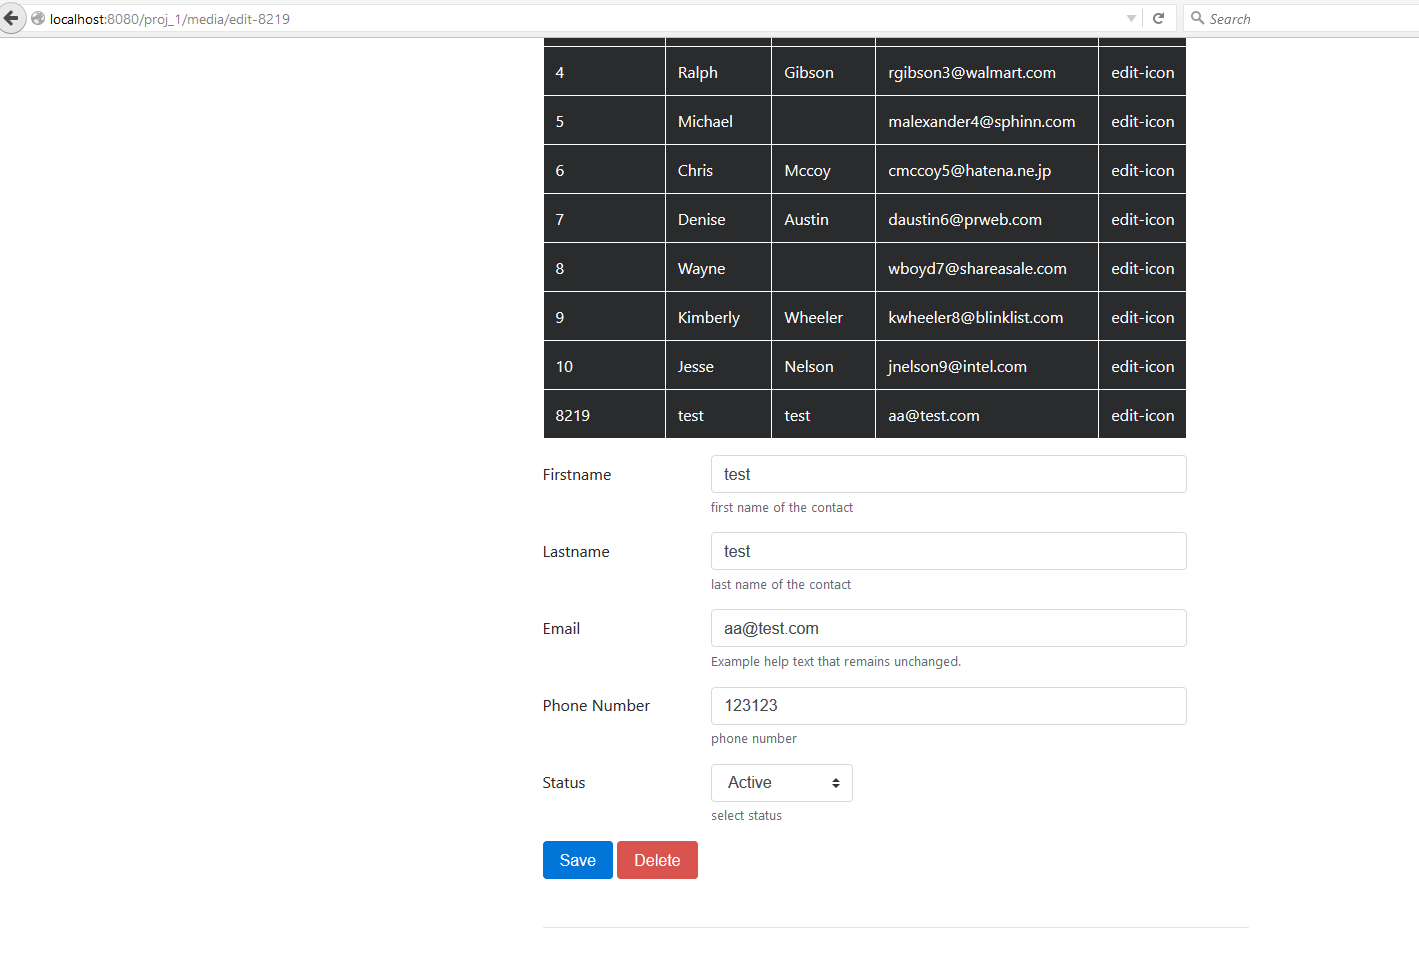 localhost:8080/proj_1/media/edit-8219 Search
4 Ralph Gibson rgibson3@walmart.com edit-icon
5 Michael malexander4@sphinn.com edit-icon
6 Chris Mccoy cmccoy5@hatena.ne.jp edit-icon
7 Denise Austin daustin6@prweb.com edit-icon
8 Wayne wboyd7@shareasale.com edit-icon
9 Kimberly Wheeler kwheeler8@blinklist.com edit-icon
10 Jesse Nelson jnelson9@intel.com edit-icon
8219 test test aa@test.com edit-icon
Firstname test
first name of the contact
Lastname test
last name of the contact
Email aa@test.com
Example help text that remains unchanged.
Phone Number 123123
phone number
Status Active
select status
Save Delete